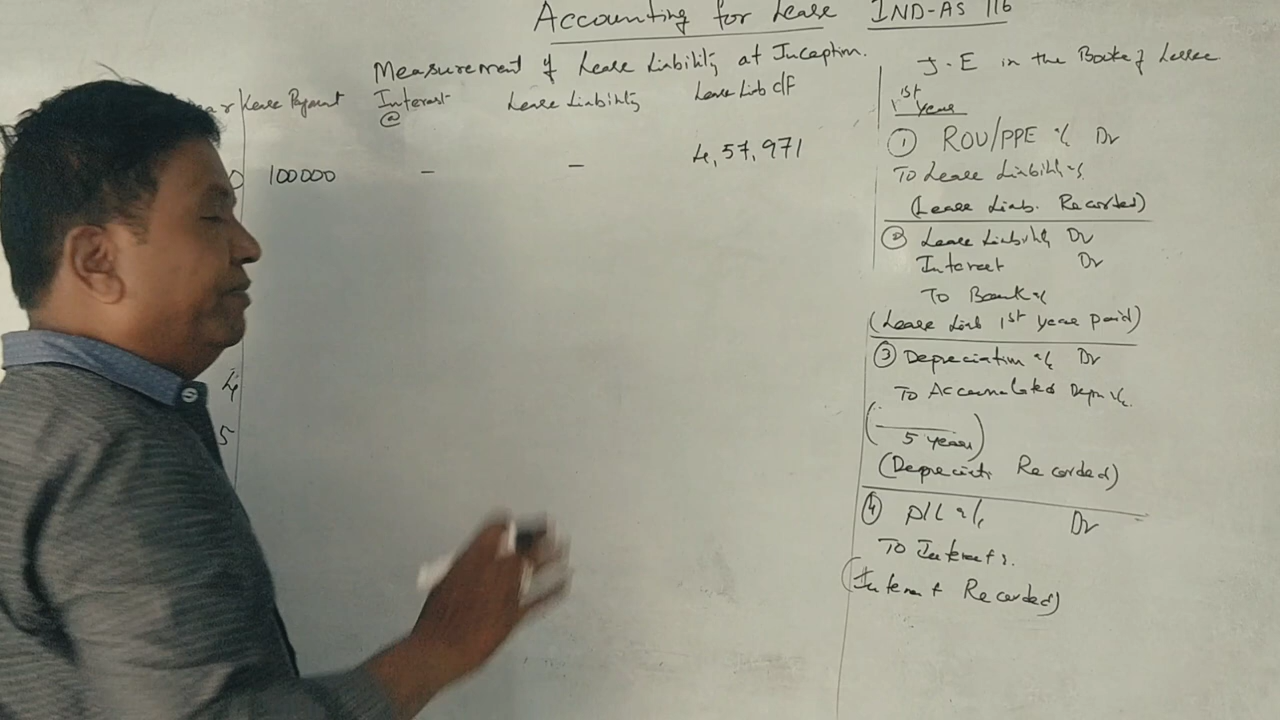 Accounting for Lease IND-AS 116
Measurement of Lease Liability at Inception.
Lease Payment Interest @ Lease Liability Lease Liab c/f
0 100000 - - 4,57,971
4
5
J.E in the Books of Lessee
1st year
① ROU/PPE a/c Dr
To Lease Liability a/c
(Lease Liab. Recorded)
② Lease Liability Dr
Interest Dr
To Bank a/c
(Lease Liab 1st year paid)
③ Depreciation a/c Dr
To Accumulated Depn a/c.
5 years
(Depreciatn Recorded)
④ P/L a/c Dr
To Interest
(Interest Recorded)